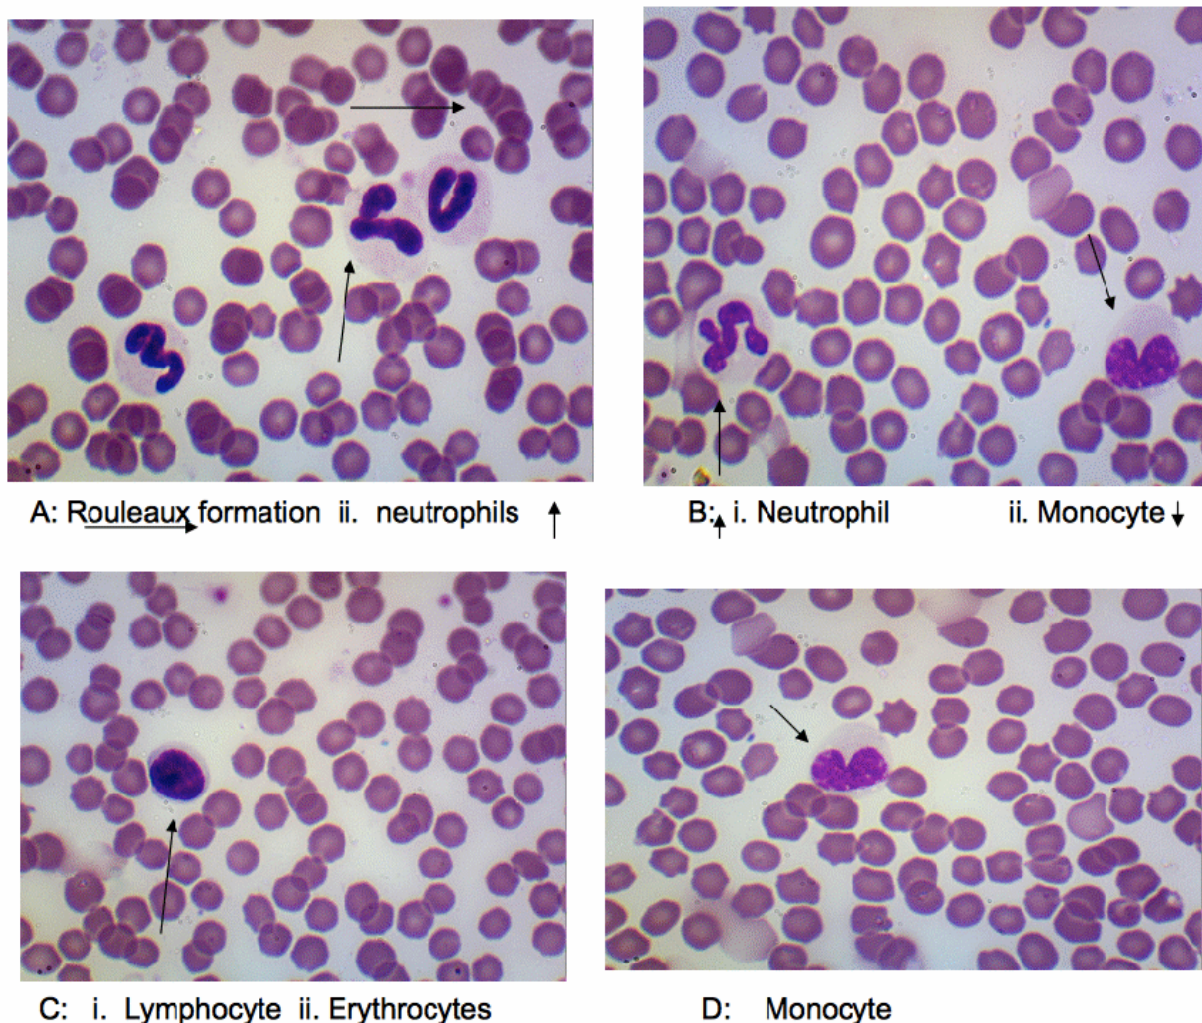 A: Rouleaux formation ii. neutrophils
B: i. Neutrophil ii. Monocyte
C: i. Lymphocyte ii. Erythrocytes
D: Monocyte